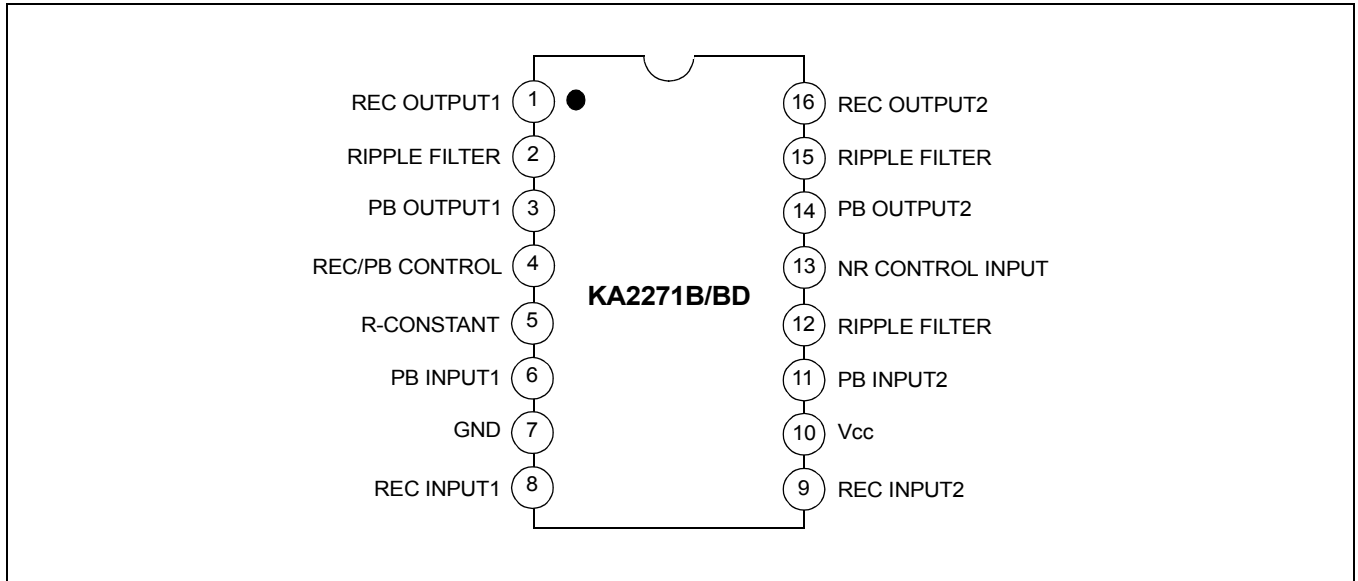 REC OUTPUT1 1 16 REC OUTPUT2
RIPPLE FILTER 2 15 RIPPLE FILTER
PB OUTPUT1 3 14 PB OUTPUT2
REC/PB CONTROL 4 13 NR CONTROL INPUT
KA2271B/BD
R-CONSTANT 5 12 RIPPLE FILTER
PB INPUT1 6 11 PB INPUT2
GND 7 10 Vcc
REC INPUT1 8 9 REC INPUT2